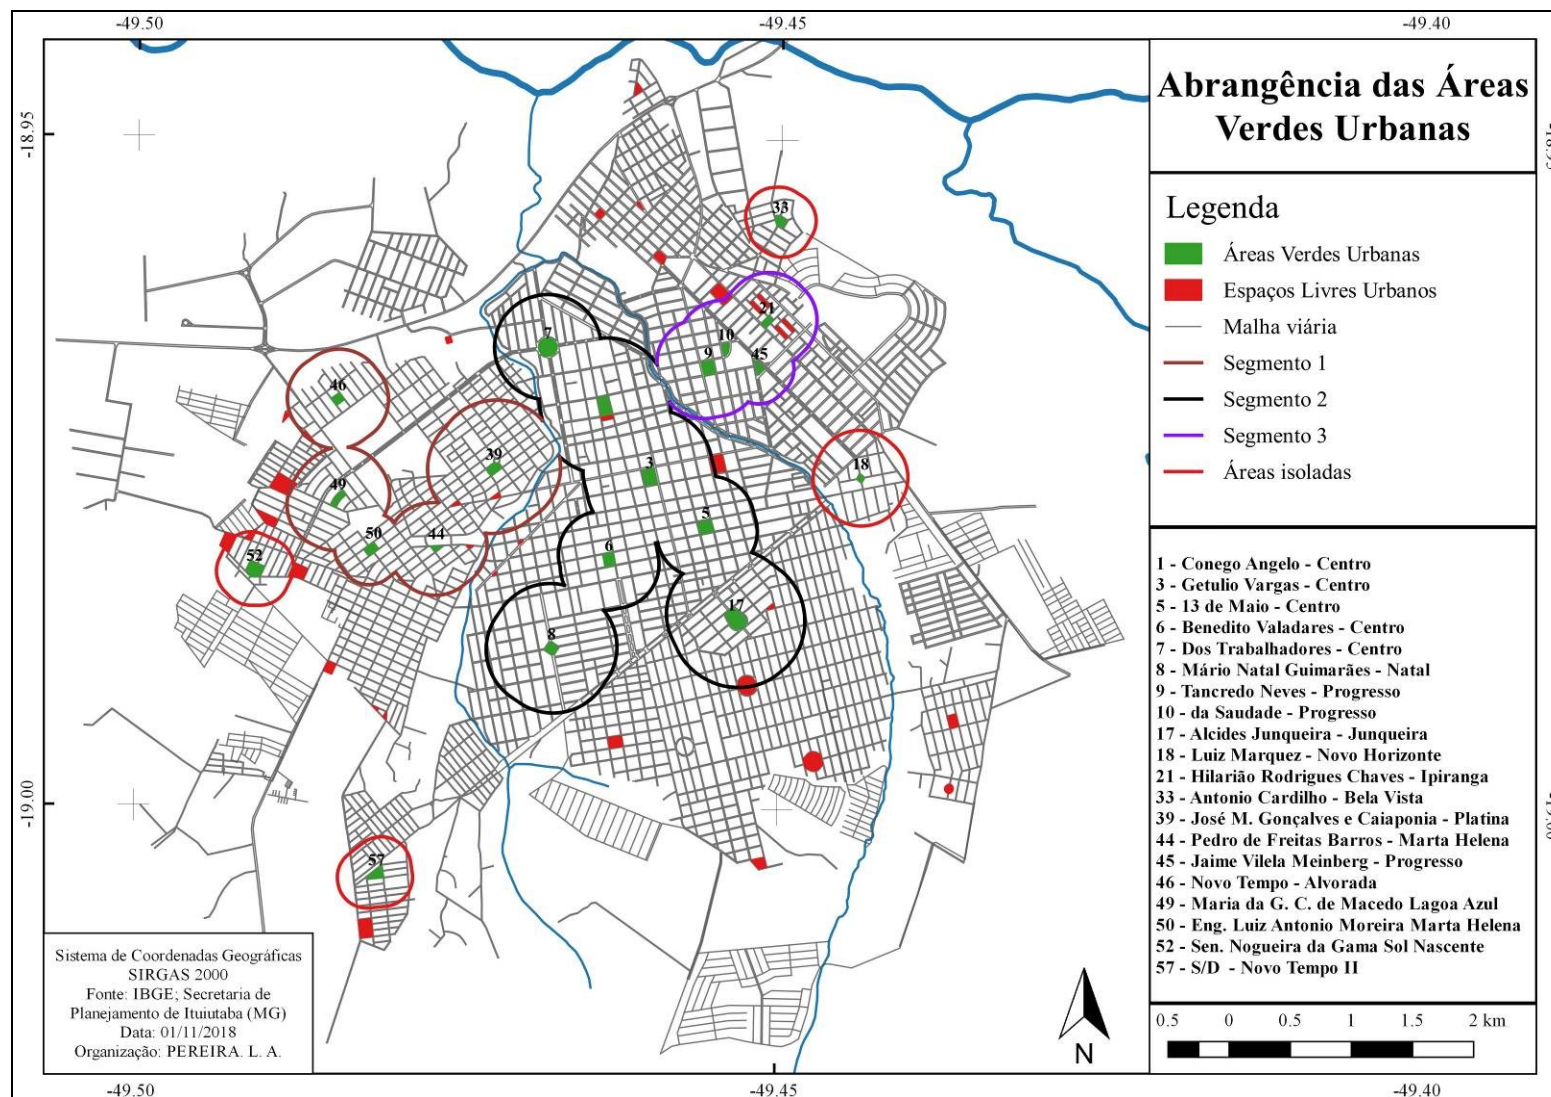 -49.50
-49.45
-49.40
-18.95
-18.95
Abrangência das Áreas
Verdes Urbanas
Legenda
Áreas Verdes Urbanas
Espaços Livres Urbanos
Malha viária
Segmento 1
Segmento 2
Segmento 3
Áreas isoladas
33
21
10
9
45
7
46
39
3
18
49
5
50
44
6
52
17
8
57
1 - Conego Angelo - Centro
3 - Getulio Vargas - Centro
5 - 13 de Maio - Centro
6 - Benedito Valadares - Centro
7 - Dos Trabalhadores - Centro
8 - Mário Natal Guimarães - Natal
9 - Tancredo Neves - Progresso
10 - da Saudade - Progresso
17 - Alcides Junqueira - Junqueira
18 - Luiz Marquez - Novo Horizonte
21 - Hilarião Rodrigues Chaves - Ipiranga
33 - Antonio Cardilho - Bela Vista
39 - José M. Gonçalves e Caiaponia - Platina
44 - Pedro de Freitas Barros - Marta Helena
45 - Jaime Vilela Meinberg - Progresso
46 - Novo Tempo - Alvorada
49 - Maria da G. C. de Macedo Lagoa Azul
50 - Eng. Luiz Antonio Moreira Marta Helena
52 - Sen. Nogueira da Gama Sol Nascente
57 - S/D - Novo Tempo II
-19.00
-19.00
Sistema de Coordenadas Geográficas
SIRGAS 2000
Fonte: IBGE; Secretaria de
Planejamento de Ituiutaba (MG)
Data: 01/11/2018
Organização: PEREIRA. L. A.
N
0.5 0 0.5 1 1.5 2 km
-49.50
-49.45
-49.40